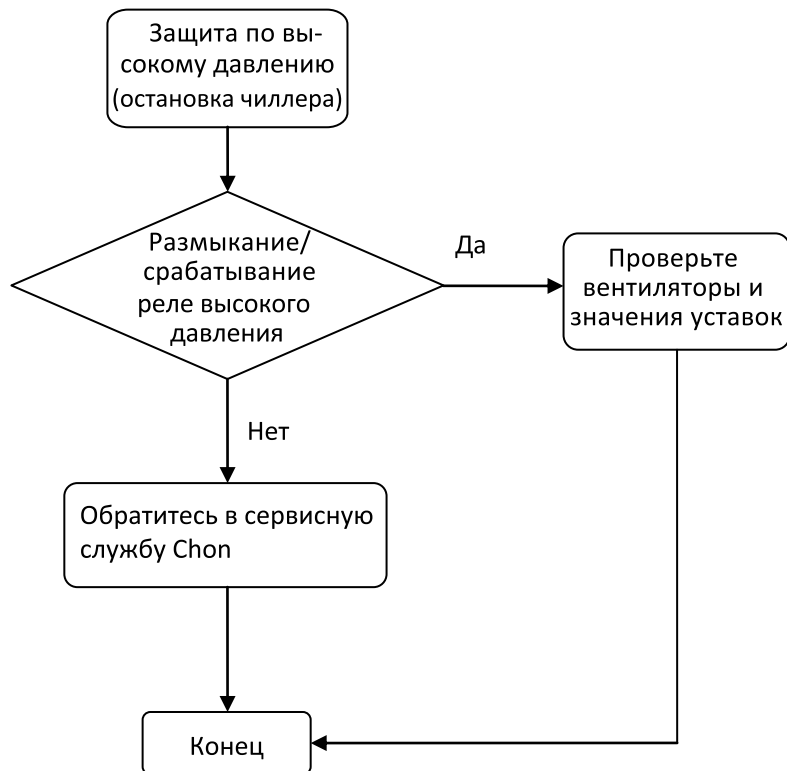 Защита по вы-
сокому давлению
(остановка чиллера)
Размыкание/
срабатывание
реле высокого
давления
Да
Проверьте
вентиляторы и
значения уставок
Нет
Обратитесь в сервисную
службу Chon
Конец